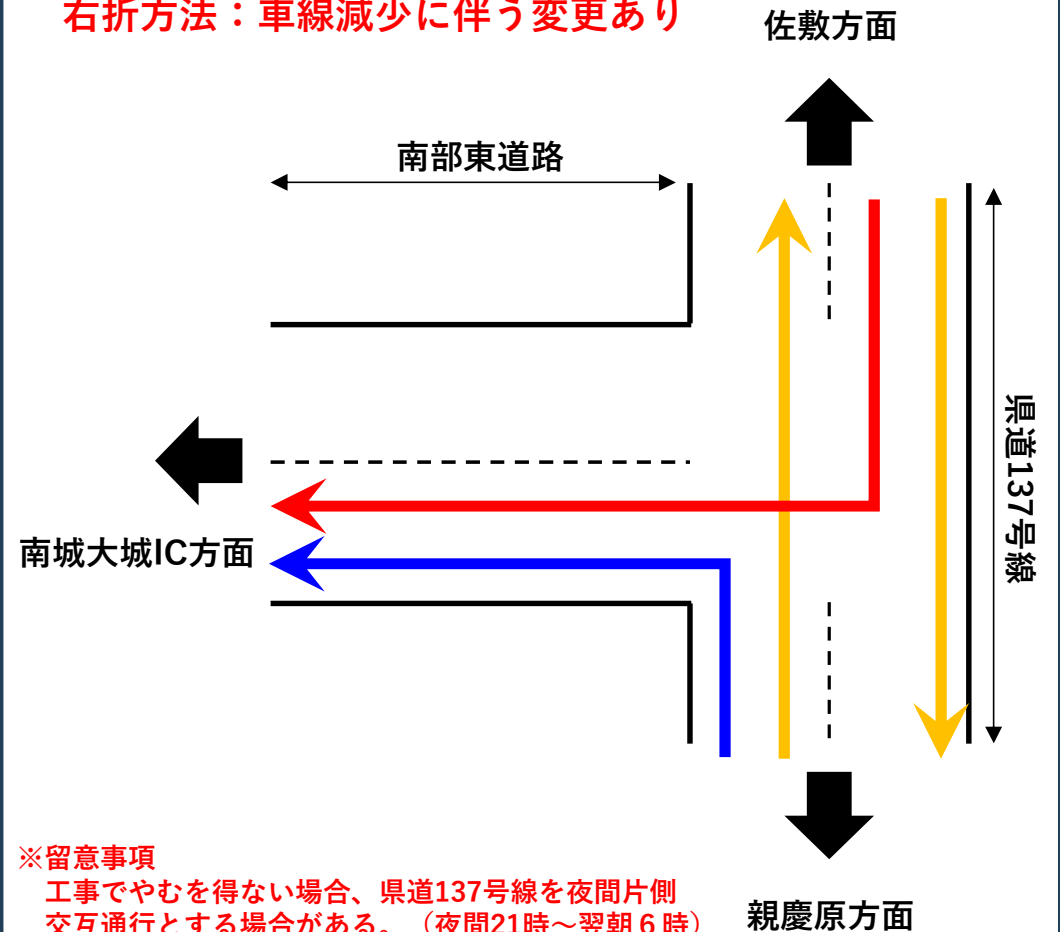 右折方法：車線減少に伴う変更あり
佐敷方面
南部東道路
県道137号線
南城大城IC方面
※留意事項
工事でやむを得ない場合、県道137号線を夜間片側
交互通行とする場合がある。（夜間21時～翌朝６時）
親慶原方面